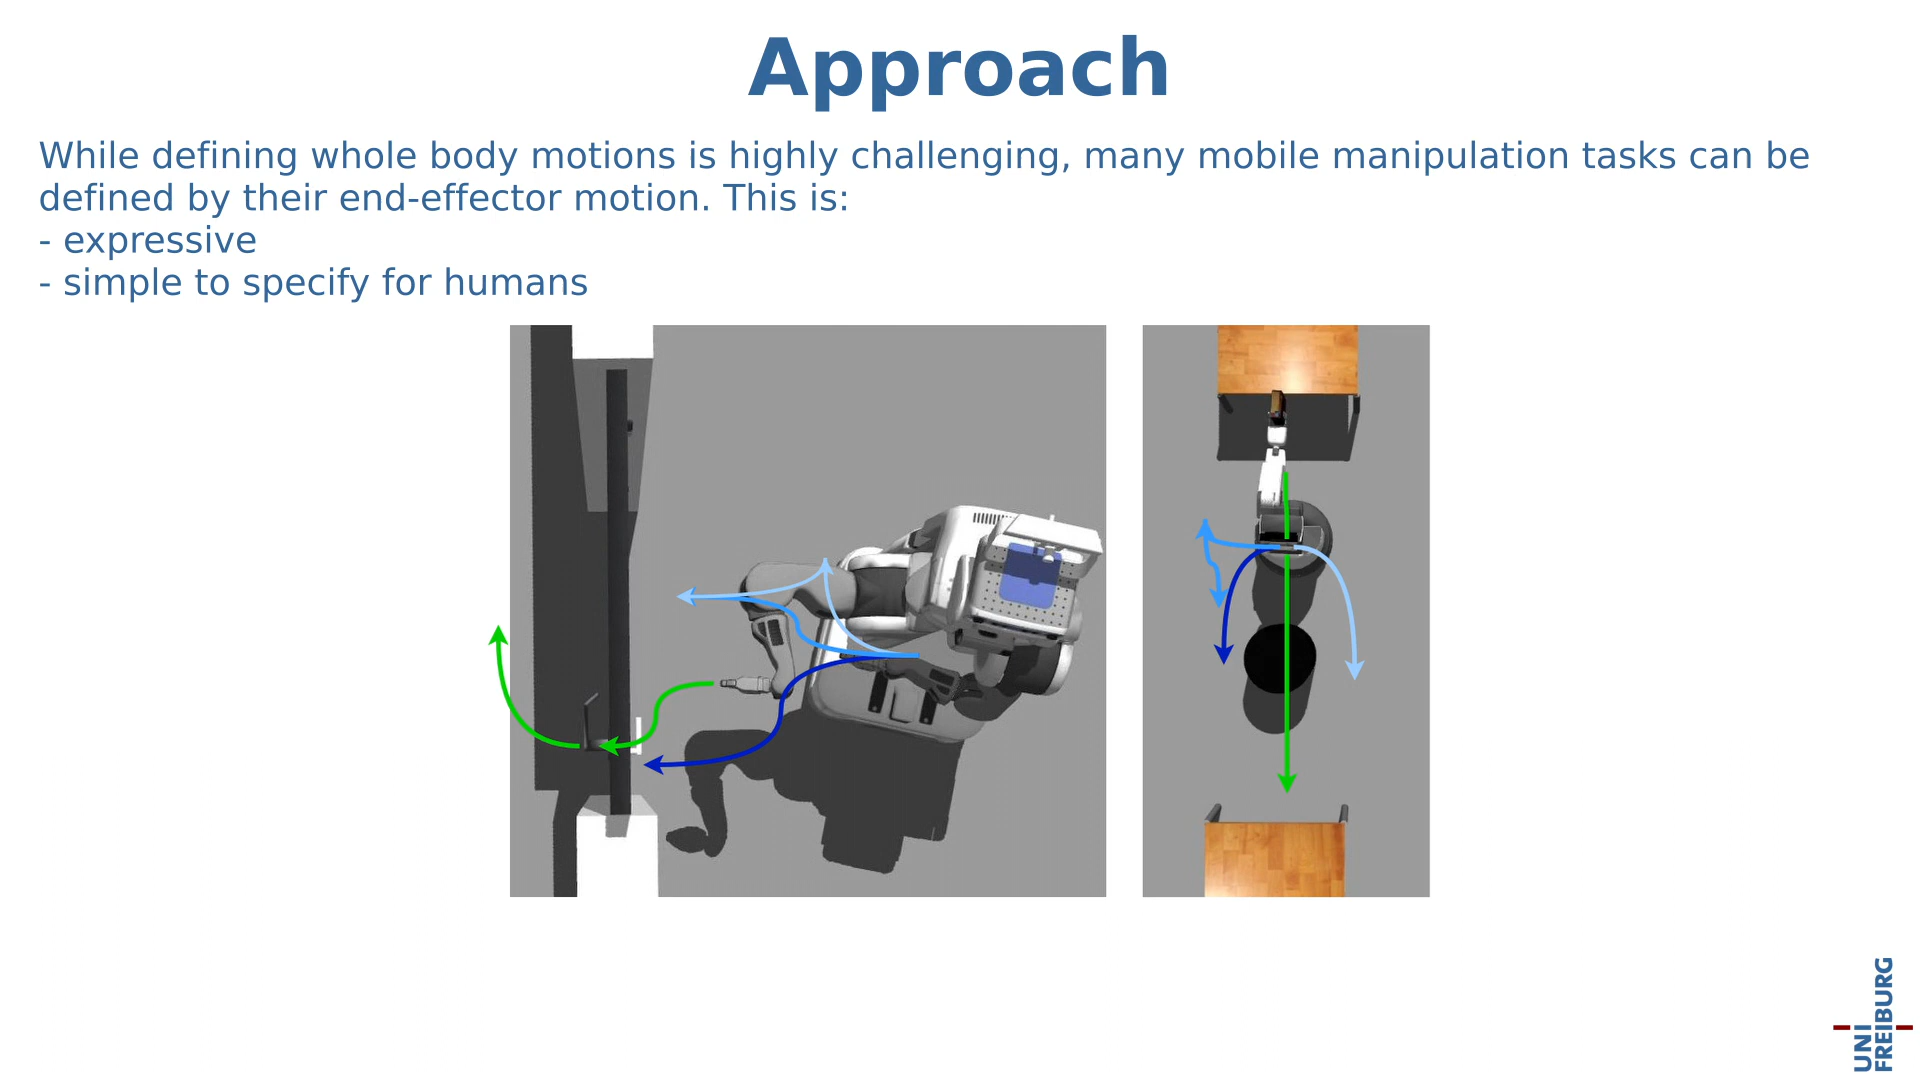 Approach
While defining whole body motions is highly challenging, many mobile manipulation tasks can be
defined by their end-effector motion. This is:
- expressive
- simple to specify for humans
UNI
FREIBURG